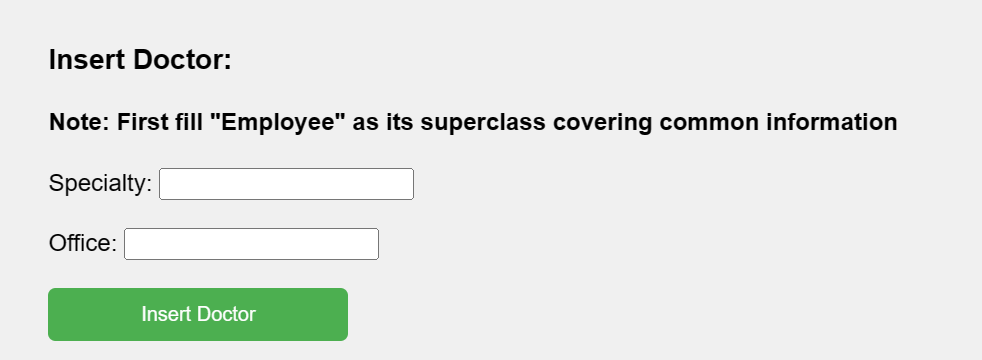 Insert Doctor:
Note: First fill "Employee" as its superclass covering common information
Specialty:
Office:
Insert Doctor